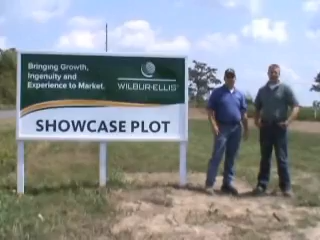 Bringing Growth,
Ingenuity and
Experience to Market.
WILBUR-ELLIS
SHOWCASE PLOT